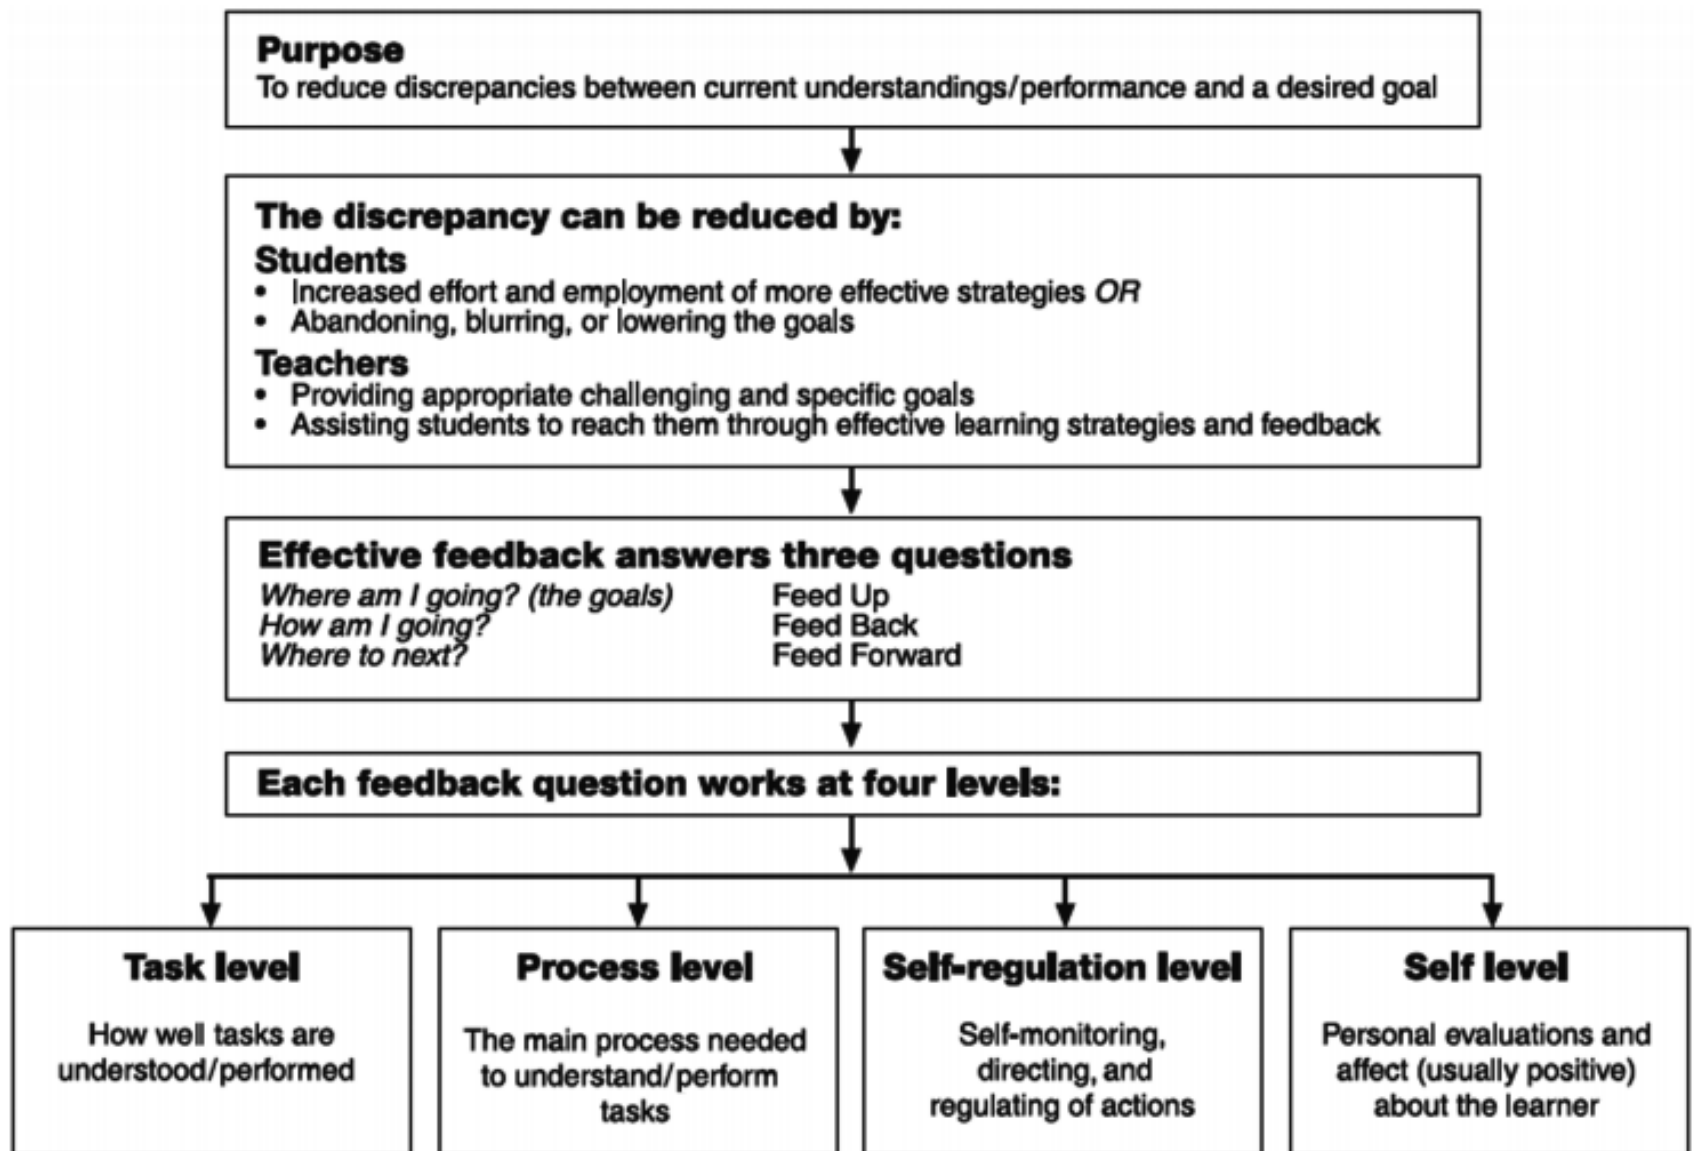 Purpose
To reduce discrepancies between current understandings/performance and a desired goal
The discrepancy can be reduced by:
Students
• Increased effort and employment of more effective strategies OR
• Abandoning, blurring, or lowering the goals
Teachers
• Providing appropriate challenging and specific goals
• Assisting students to reach them through effective learning strategies and feedback
Effective feedback answers three questions
Where am I going? (the goals) Feed Up
How am I going? Feed Back
Where to next? Feed Forward
Each feedback question works at four levels:
Task level
How well tasks are
understood/performed
Process level
The main process needed
to understand/perform
tasks
Self-regulation level
Self-monitoring,
directing, and
regulating of actions
Self level
Personal evaluations and
affect (usually positive)
about the learner